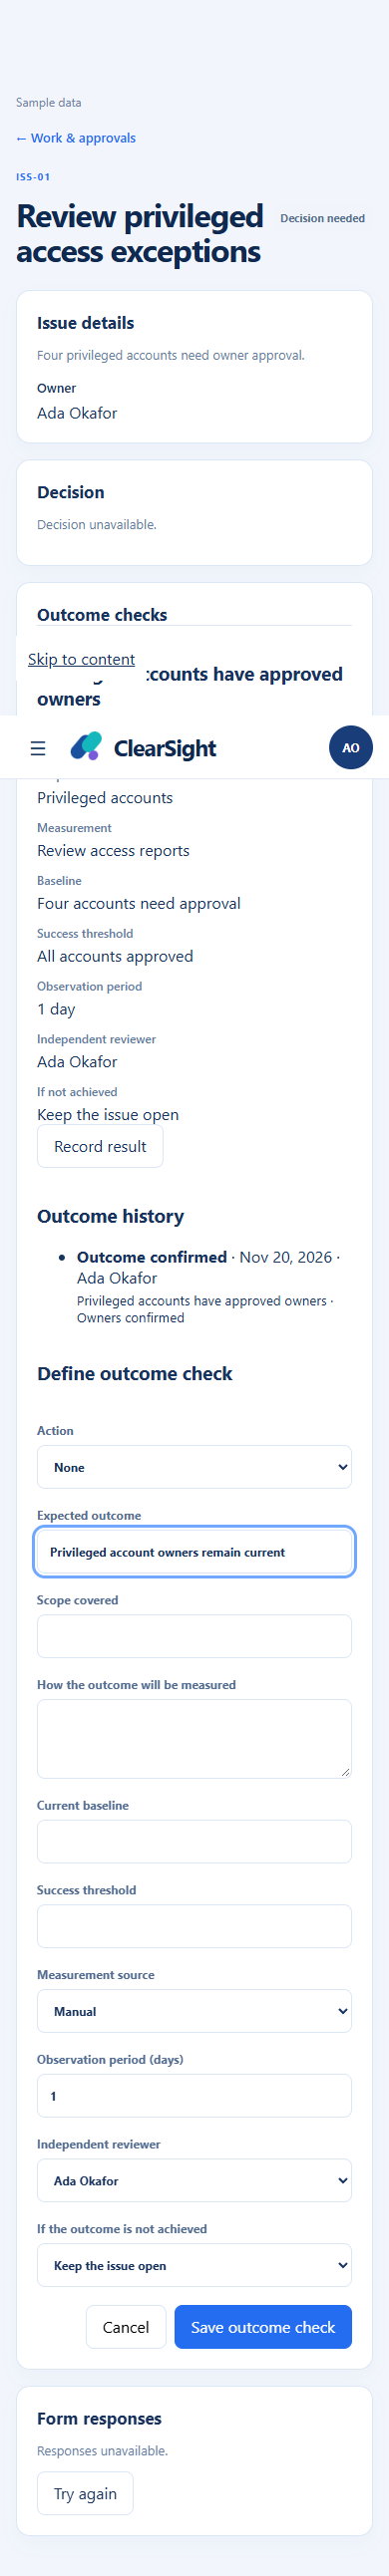 Sample data
← Work & approvals
ISS-01
Review privileged
access exceptions
Decision needed
Issue details
Four privileged accounts need owner approval.
Owner
Ada Okafor
Decision
Decision unavailable.
Outcome checks
Skip to content
accounts have approved
owners
☰
ClearSight
AO
Privileged accounts
Measurement
Review access reports
Baseline
Four accounts need approval
Success threshold
All accounts approved
Observation period
1 day
Independent reviewer
Ada Okafor
If not achieved
Keep the issue open
Record result
Outcome history
• Outcome confirmed · Nov 20, 2026 ·
Ada Okafor
Privileged accounts have approved owners ·
Owners confirmed
Define outcome check
Action
None
Expected outcome
Privileged account owners remain current
Scope covered
How the outcome will be measured
Current baseline
Success threshold
Measurement source
Manual
Observation period (days)
1
Independent reviewer
Ada Okafor
If the outcome is not achieved
Keep the issue open
Cancel
Save outcome check
Form responses
Responses unavailable.
Try again